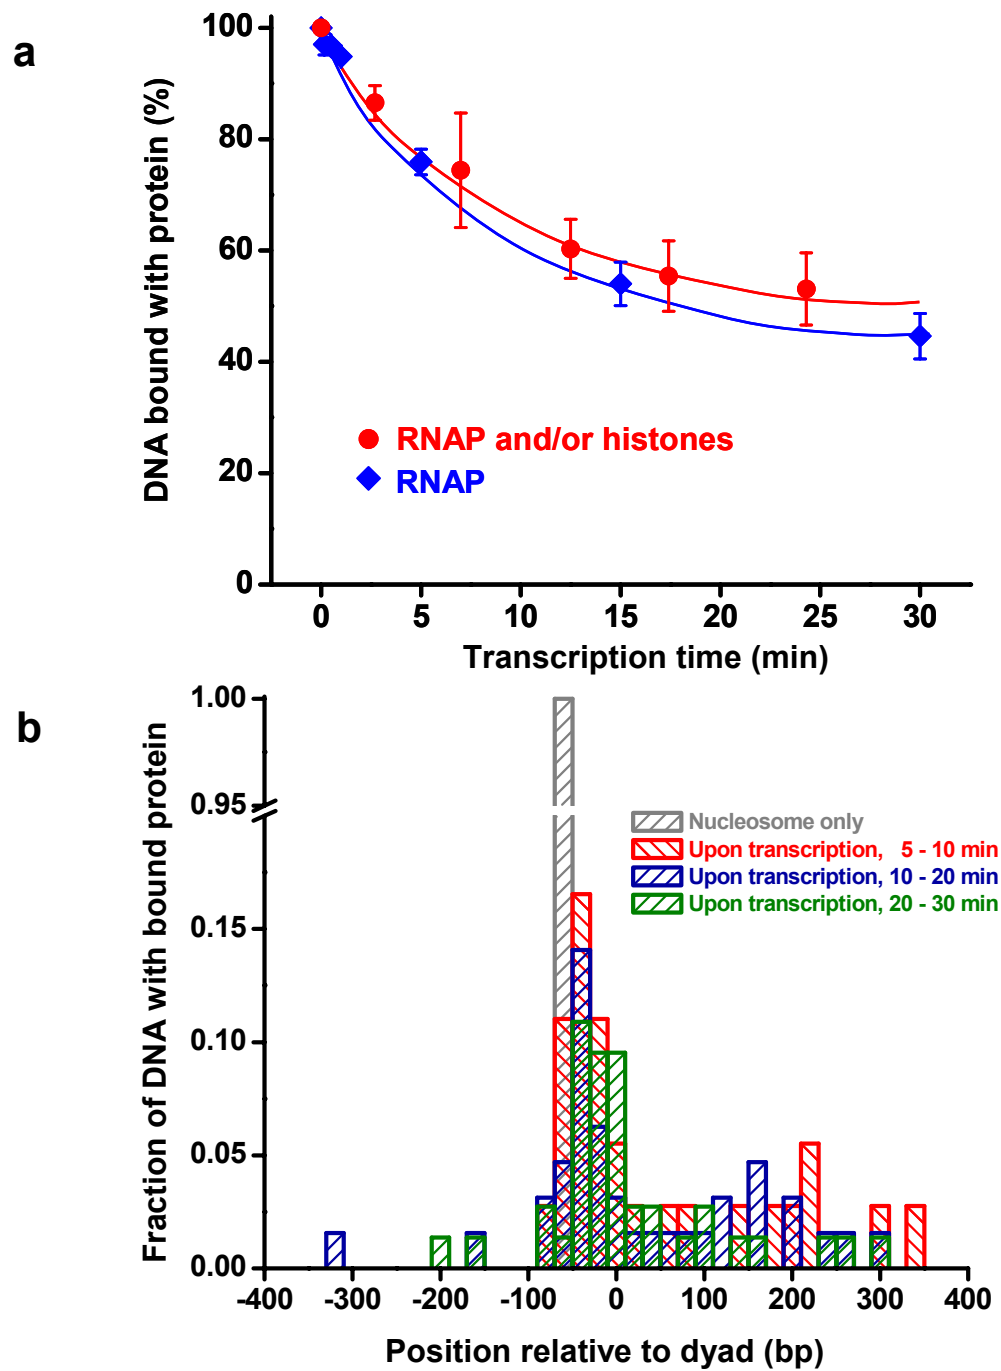 a
DNA bound with protein (%)
100
80
60
40
20
0
RNAP and/or histones
RNAP
0 5 10 15 20 25 30
Transcription time (min)
b
Fraction of DNA with bound protein
1.00
0.95
0.15
0.10
0.05
0.00
Nucleosome only
Upon transcription, 5 - 10 min
Upon transcription, 10 - 20 min
Upon transcription, 20 - 30 min
-400 -300 -200 -100 0 100 200 300 400
Position relative to dyad (bp)